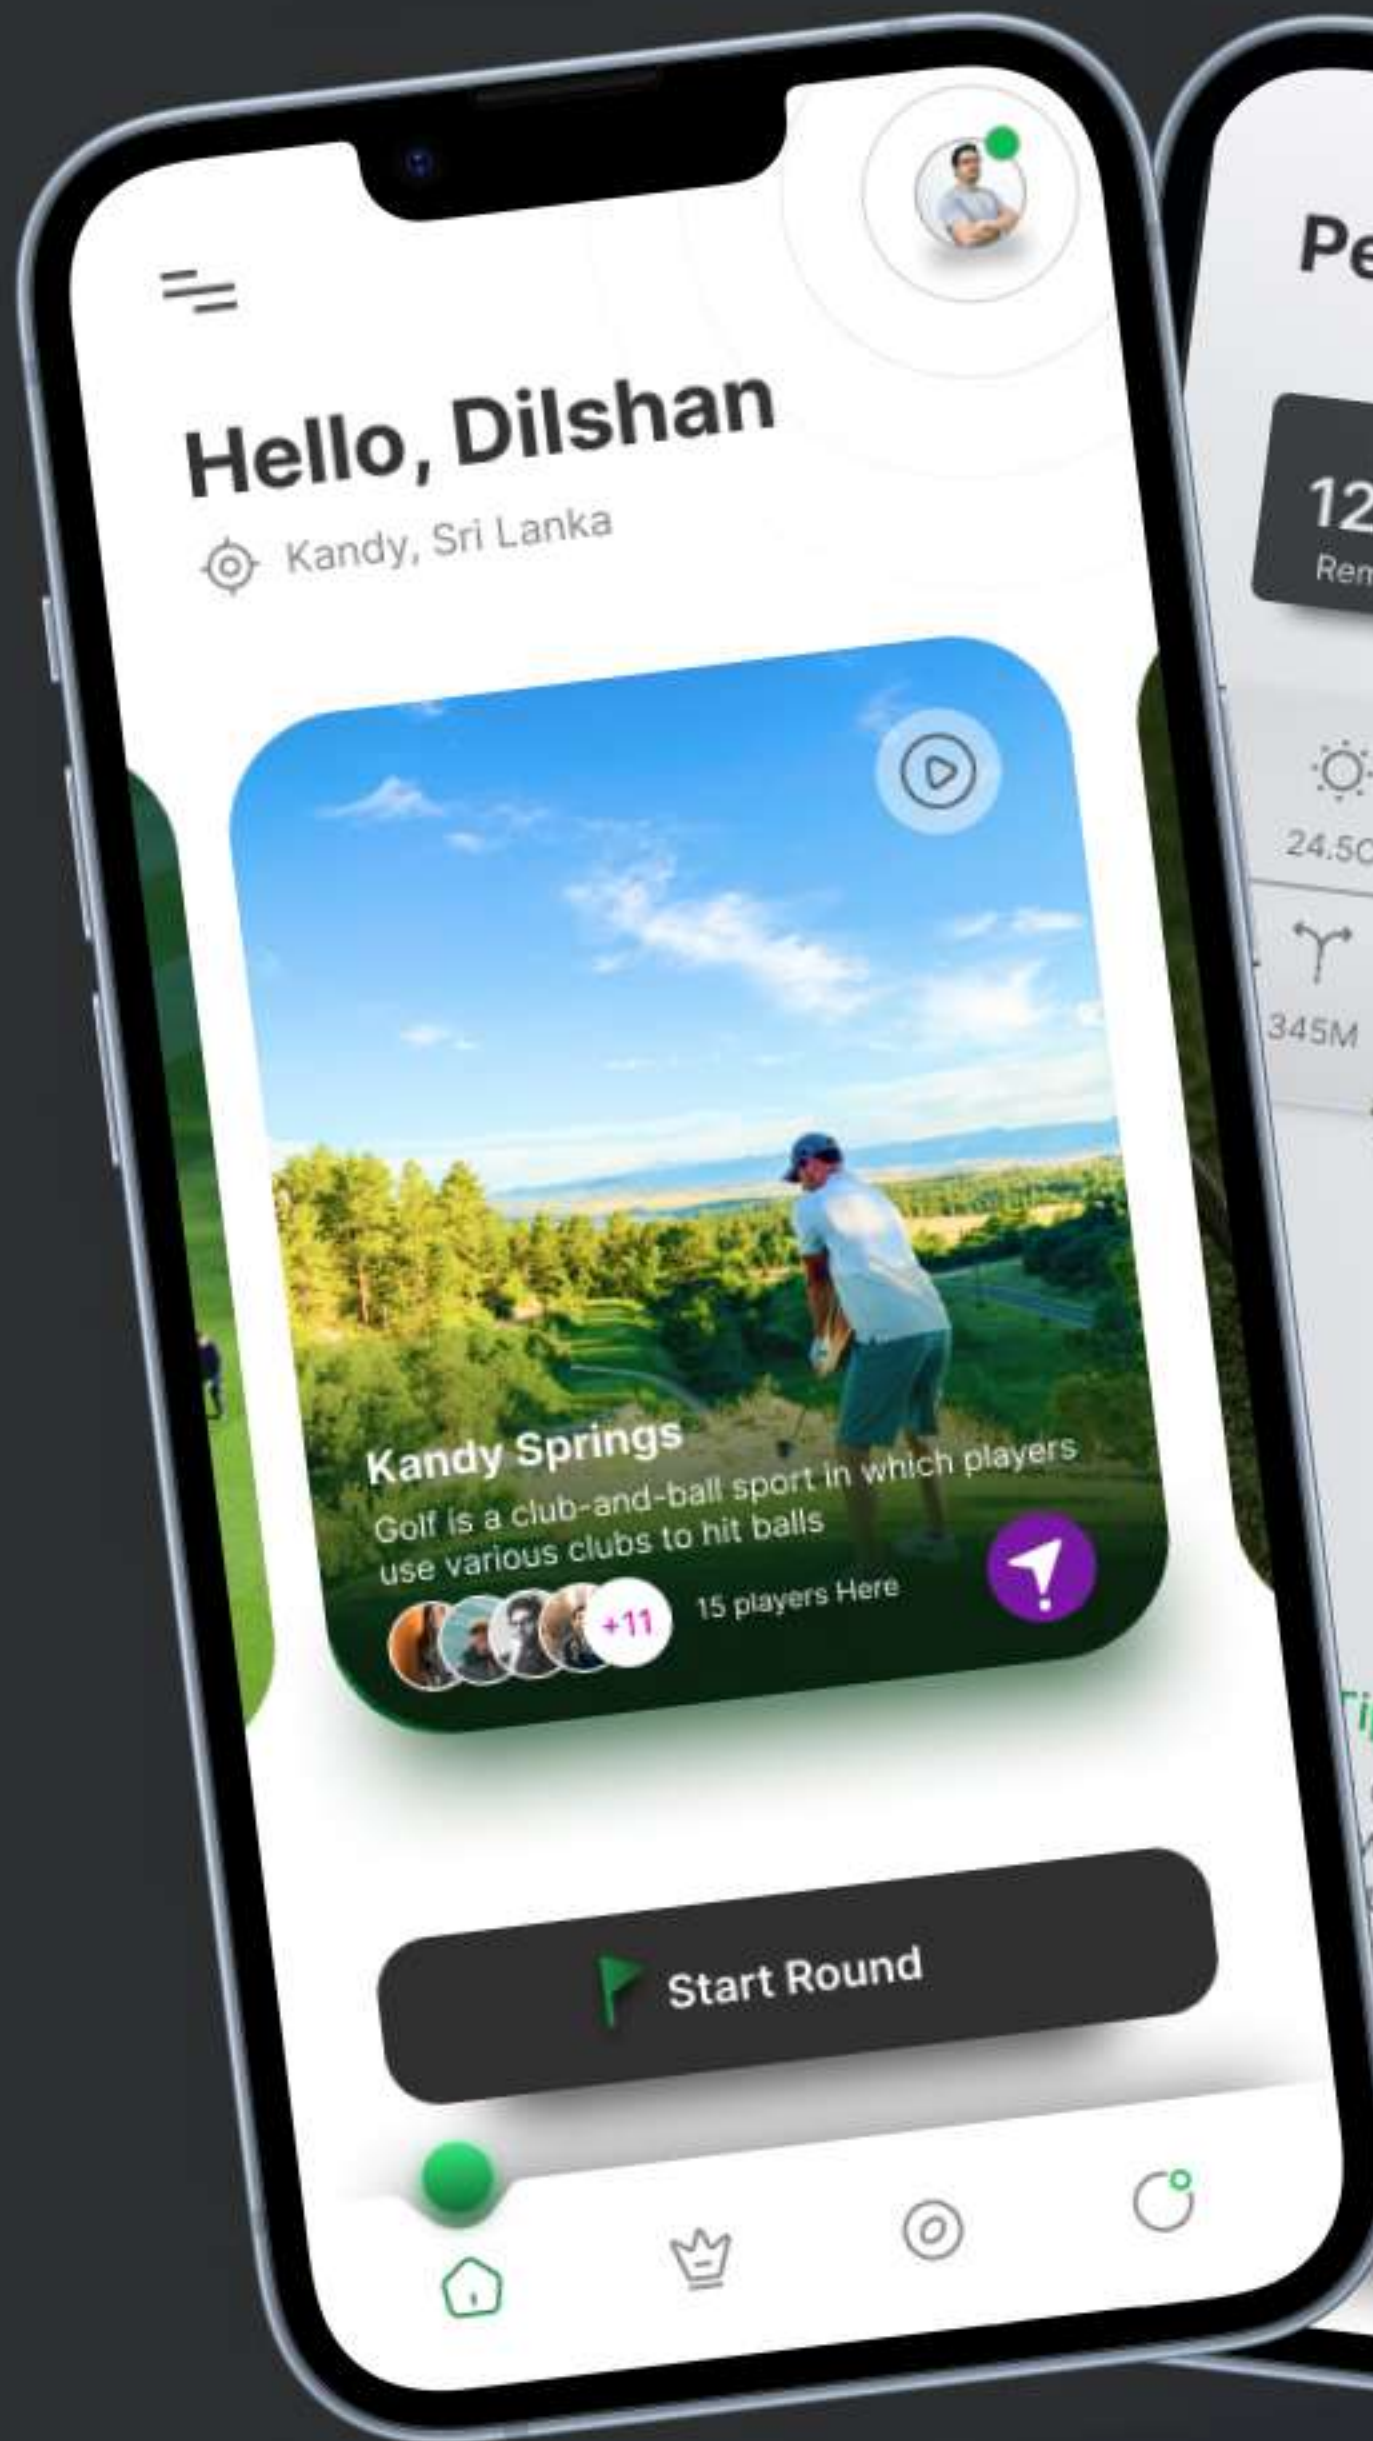 Hello, Dilshan
Kandy, Sri Lanka
Kandy Springs
Golf is a club-and-ball sport in which players
use various clubs to hit balls
+11
15 players Here
Start Round
Pe
12
Rem
24.5C
345M
Tip